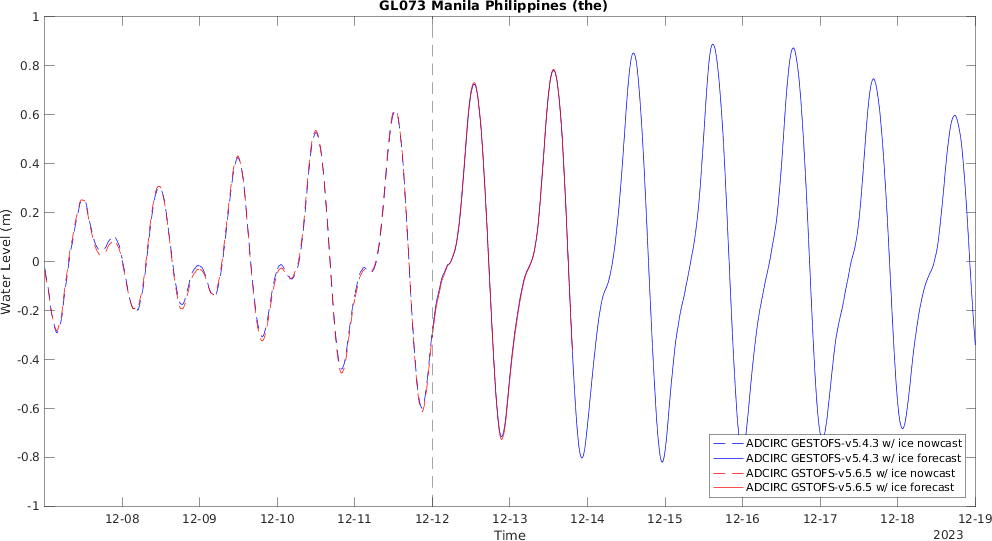 GL073 Manila Philippines (the)
1
0.8
0.6
0.4
0.2
0
-0.2
-0.4
-0.6
-0.8
-1
Water Level (m)
ADCIRC GESTOFS-v5.4.3 w/ ice nowcast
ADCIRC GESTOFS-v5.4.3 w/ ice forecast
ADCIRC GSTOFS-v5.6.5 w/ ice nowcast
ADCIRC GSTOFS-v5.6.5 w/ ice forecast
12-08 12-09 12-10 12-11 12-12 12-13 12-14 12-15 12-16 12-17 12-18 12-19
Time
2023